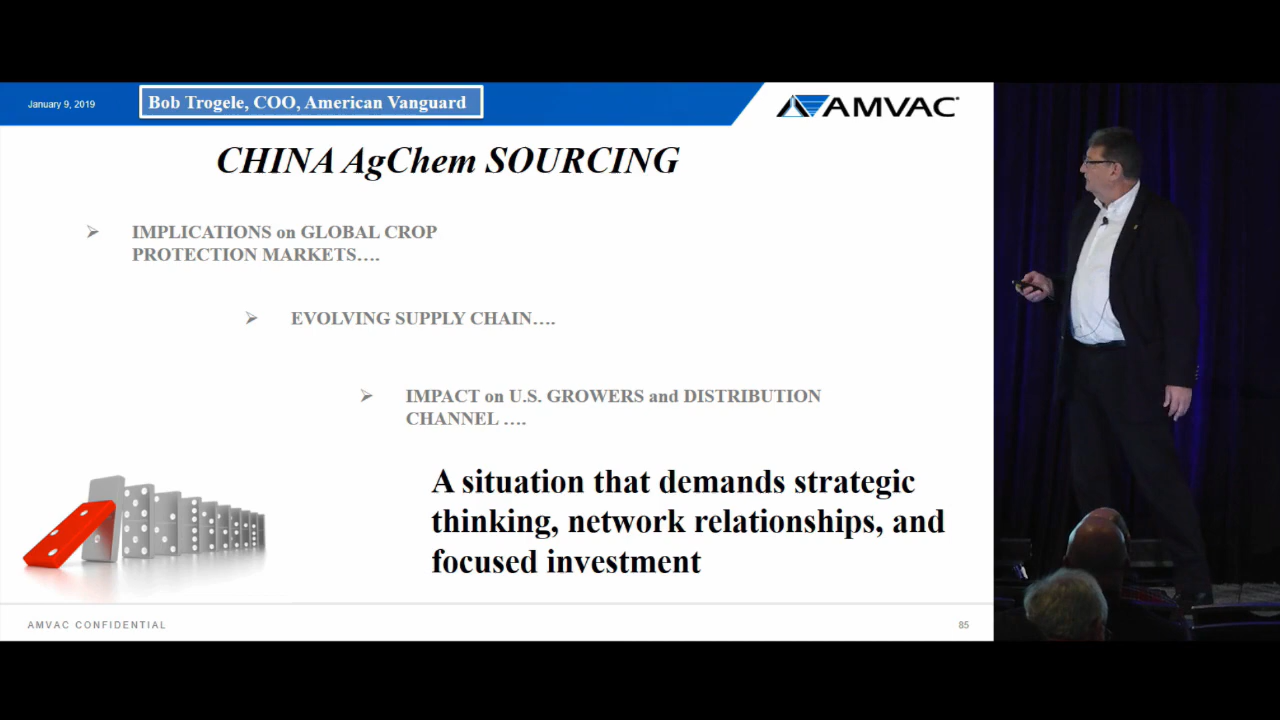 January 9, 2019
Bob Trogele, COO, American Vanguard
AMVAC
CHINA AgChem SOURCING
➢ IMPLICATIONS on GLOBAL CROP
PROTECTION MARKETS….
➢ EVOLVING SUPPLY CHAIN….
➢ IMPACT on U.S. GROWERS and DISTRIBUTION
CHANNEL ….
A situation that demands strategic
thinking, network relationships, and
focused investment
AMVAC CONFIDENTIAL
85